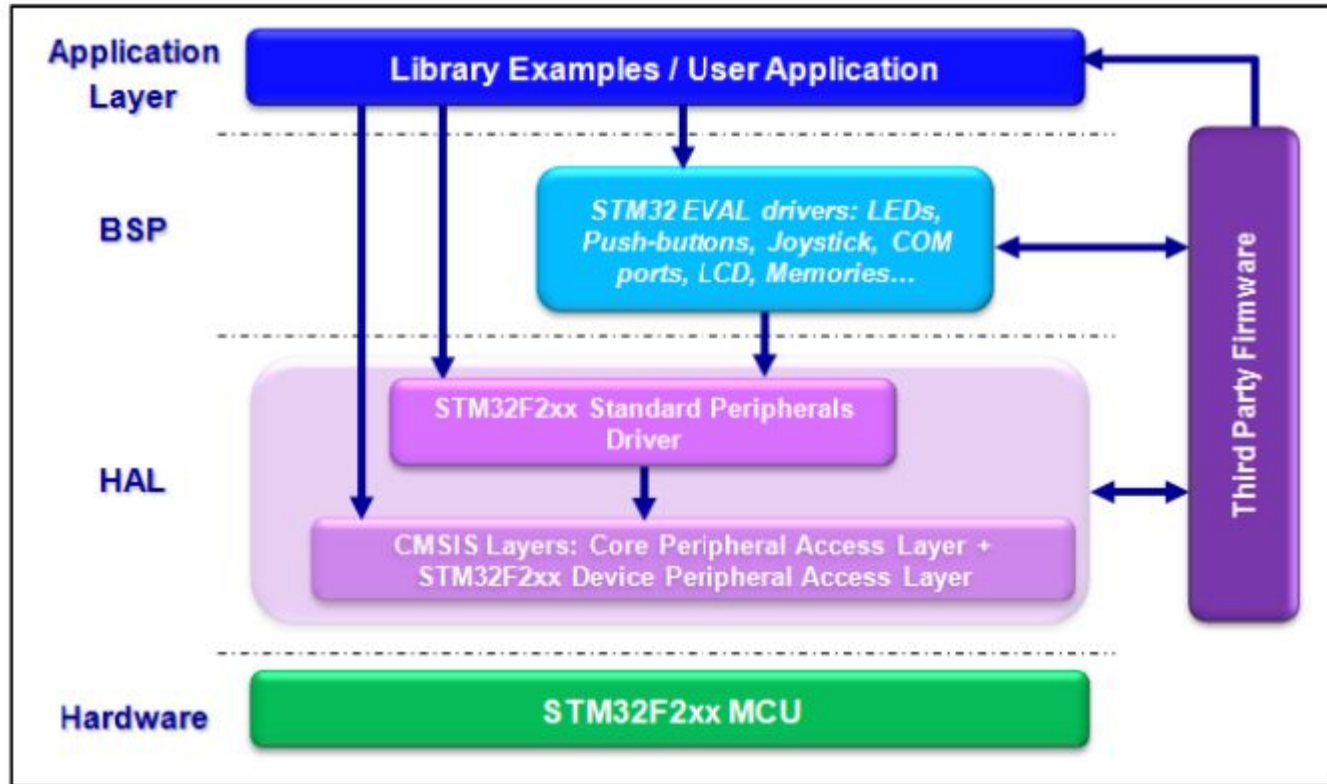 Application
Layer
Library Examples / User Application
BSP
STM32 EVAL drivers: LEDs,
Push-buttons, Joystick, COM
ports, LCD, Memories...
HAL
STM32F2xx Standard Peripherals
Driver
CMSIS Layers: Core Peripheral Access Layer +
STM32F2xx Device Peripheral Access Layer
Third Party Firmware
Hardware
STM32F2xx MCU